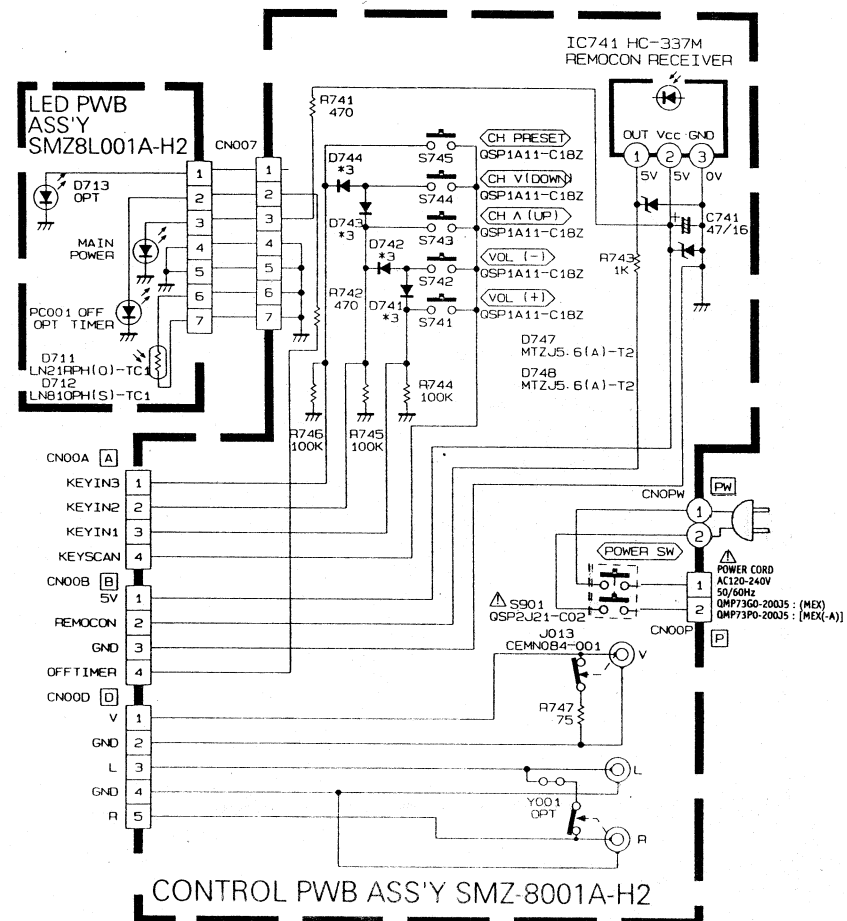 IC741 HC-337M
REMOCON RECEIVER
LED PWB
ASS'Y
SMZ8L001A-H2
CN007
R741
470
D744
*3
S745
CH PRESET
QSP1A11-C18Z
OUT Vcc GND
1 2 3
5V 5V 0V
D713
OPT
1
2
3
4
5
6
7
1
2
3
4
5
6
7
MAIN
POWER
PC001 OFF
OPT TIMER
D711
LN21RPH(O)-TC1
D712
LN810PH(S)-TC1
S744
CH V(DOWN)
QSP1A11-C18Z
D743
*3
S743
CH Λ (UP)
QSP1A11-C18Z
D742
*3
S742
VOL (-)
QSP1A11-C18Z
D741
*3
S741
VOL (+)
QSP1A11-C18Z
R742
470
+
C741
47/16
R743
1K
D747
MTZJ5.6(A)-T2
D748
MTZJ5.6(A)-T2
R744
100K
R746
100K
R745
100K
CN00A A
KEYIN3 1
KEYIN2 2
KEYIN1 3
KEYSCAN 4
CN00B B
5V 1
REMOCON 2
GND 3
OFFTIMER 4
CN00D D
V 1
GND 2
L 3
GND 4
R 5
CN0PW PW
1
2
POWER SW
S901
QSP2J21-C02
1
2
CN00P
P
POWER CORD
AC120-240V
50/60Hz
QMP73G0-200J5 : (MEX)
QMP73P0-200J5 : [MEX(-A)]
J013
CEMN084-001
V
R747
75
L
Y001
OPT
R
CONTROL PWB ASS'Y SMZ-8001A-H2